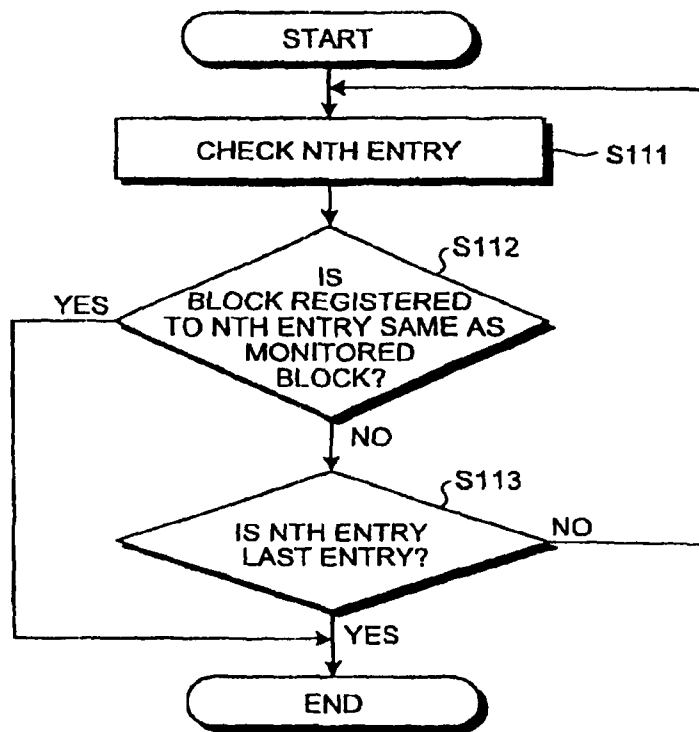 START
CHECK NTH ENTRY
S111
S112
IS
BLOCK REGISTERED
TO NTH ENTRY SAME AS
MONITORED
BLOCK?
YES
NO
S113
IS NTH ENTRY
LAST ENTRY?
NO
YES
END